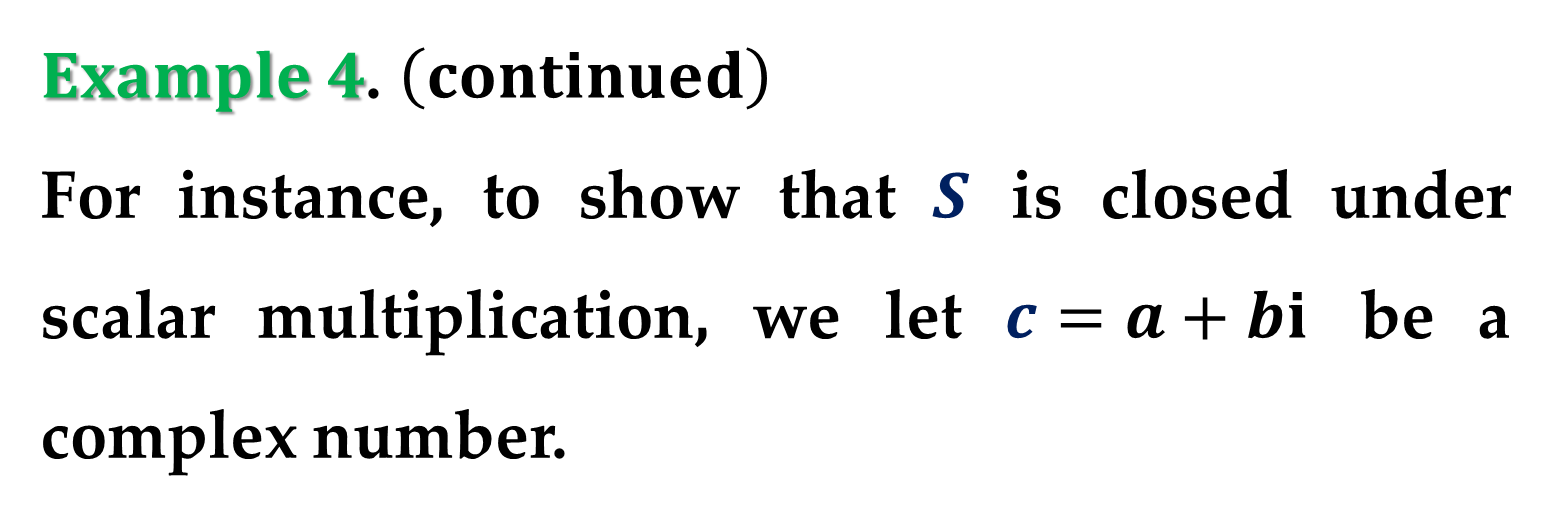 Example 4. (continued)
For instance, to show that S is closed under
scalar multiplication, we let c = a + bi be a
complex number.